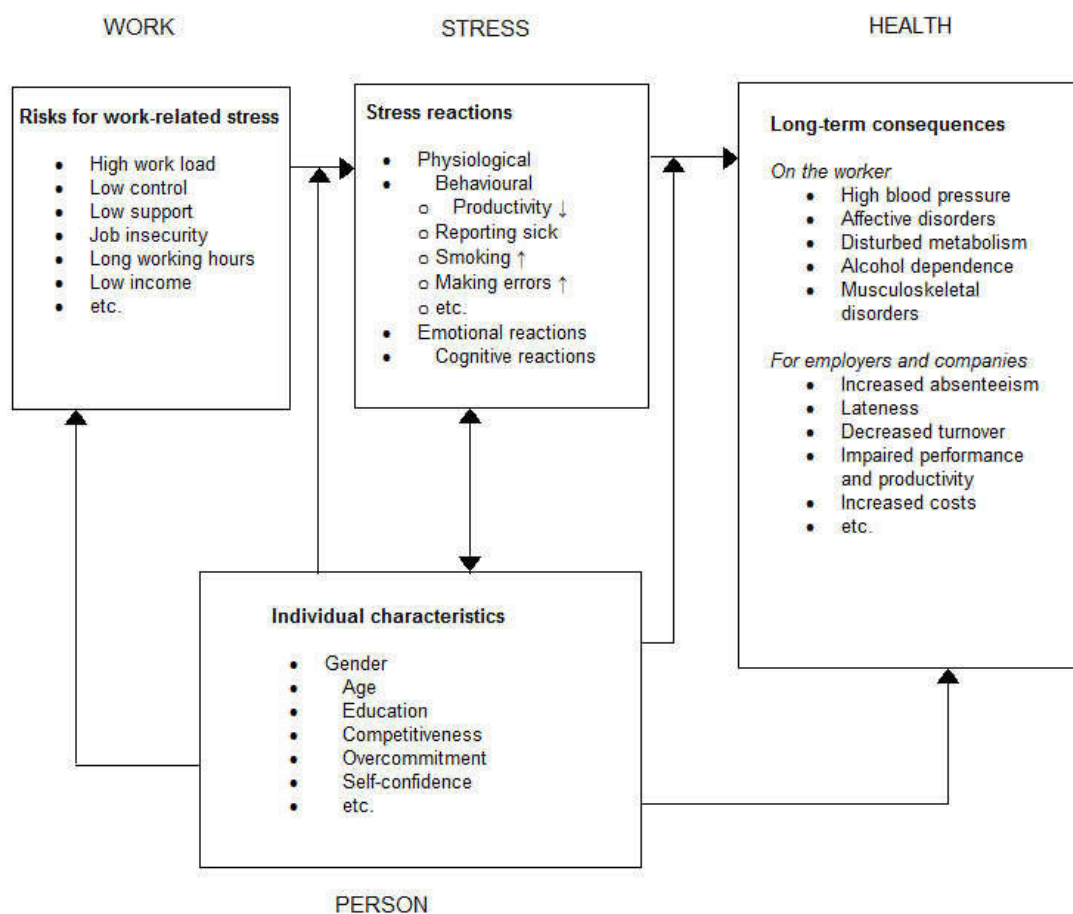 WORK
STRESS
HEALTH
Risks for work-related stress
• High work load
• Low control
• Low support
• Job insecurity
• Long working hours
• Low income
• etc.
Stress reactions
• Physiological
• Behavioural
o Productivity ↓
o Reporting sick
o Smoking ↑
o Making errors ↑
o etc.
• Emotional reactions
• Cognitive reactions
Long-term consequences
On the worker
• High blood pressure
• Affective disorders
• Disturbed metabolism
• Alcohol dependence
• Musculoskeletal
disorders
For employers and companies
• Increased absenteeism
• Lateness
• Decreased turnover
• Impaired performance
and productivity
• Increased costs
• etc.
Individual characteristics
• Gender
• Age
• Education
• Competitiveness
• Overcommitment
• Self-confidence
• etc.
PERSON